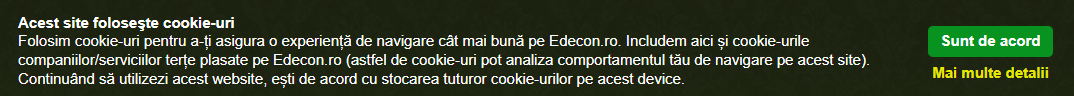 Acest site folosește cookie-uri
Folosim cookie-uri pentru a-ți asigura o experiență de navigare cât mai bună pe Edecon.ro. Includem aici și cookie-urile
companiilor/serviciilor terțe plasate pe Edecon.ro (astfel de cookie-uri pot analiza comportamentul tău de navigare pe acest site).
Continuând să utilizezi acest website, ești de acord cu stocarea tuturor cookie-urilor pe acest device.
Sunt de acord
Mai multe detalii